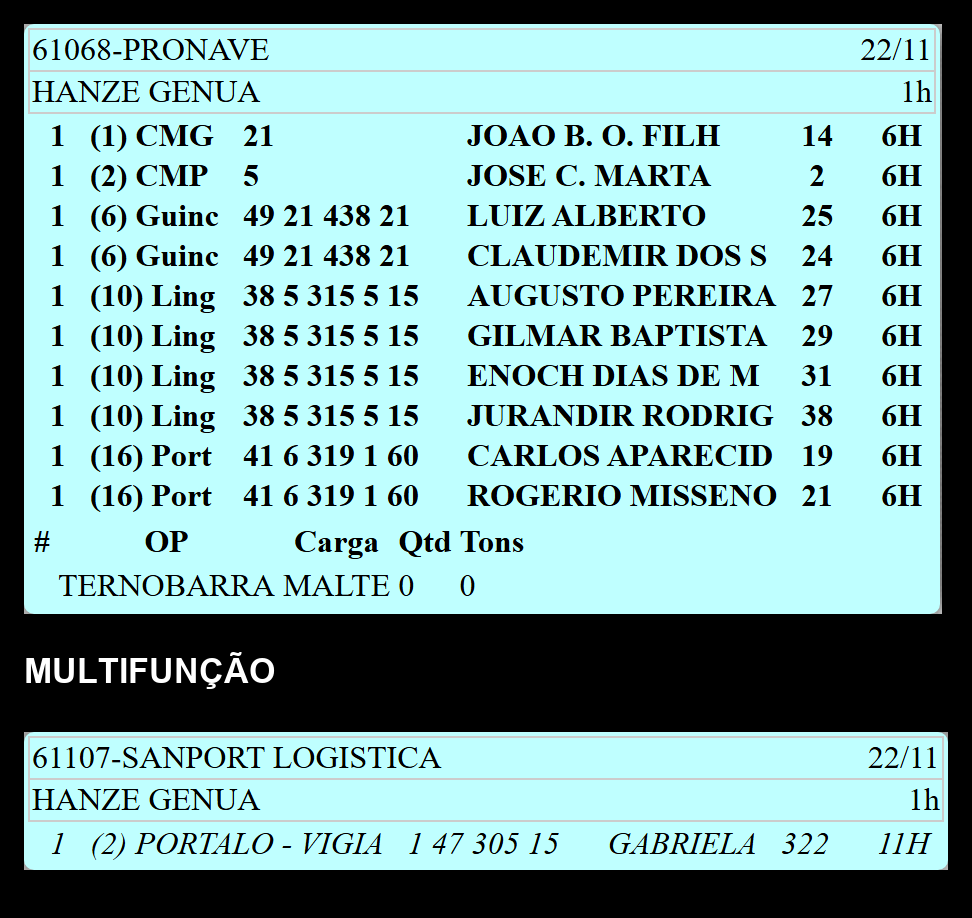 61068-PRONAVE 22/11
HANZE GENUA 1h
1 (1) CMG 21 JOAO B. O. FILH 14 6H
1 (2) CMP 5 JOSE C. MARTA 2 6H
1 (6) Guinc 49 21 438 21 LUIZ ALBERTO 25 6H
1 (6) Guinc 49 21 438 21 CLAUDEMIR DOS S 24 6H
1 (10) Ling 38 5 315 5 15 AUGUSTO PEREIRA 27 6H
1 (10) Ling 38 5 315 5 15 GILMAR BAPTISTA 29 6H
1 (10) Ling 38 5 315 5 15 ENOCH DIAS DE M 31 6H
1 (10) Ling 38 5 315 5 15 JURANDIR RODRIG 38 6H
1 (16) Port 41 6 319 1 60 CARLOS APARECID 19 6H
1 (16) Port 41 6 319 1 60 ROGERIO MISSENO 21 6H
# OP Carga Qtd Tons
TERNOBARRA MALTE 0 0
MULTIFUNÇÃO
61107-SANPORT LOGISTICA 22/11
HANZE GENUA 1h
1 (2) PORTALO - VIGIA 1 47 305 15 GABRIELA 322 11H